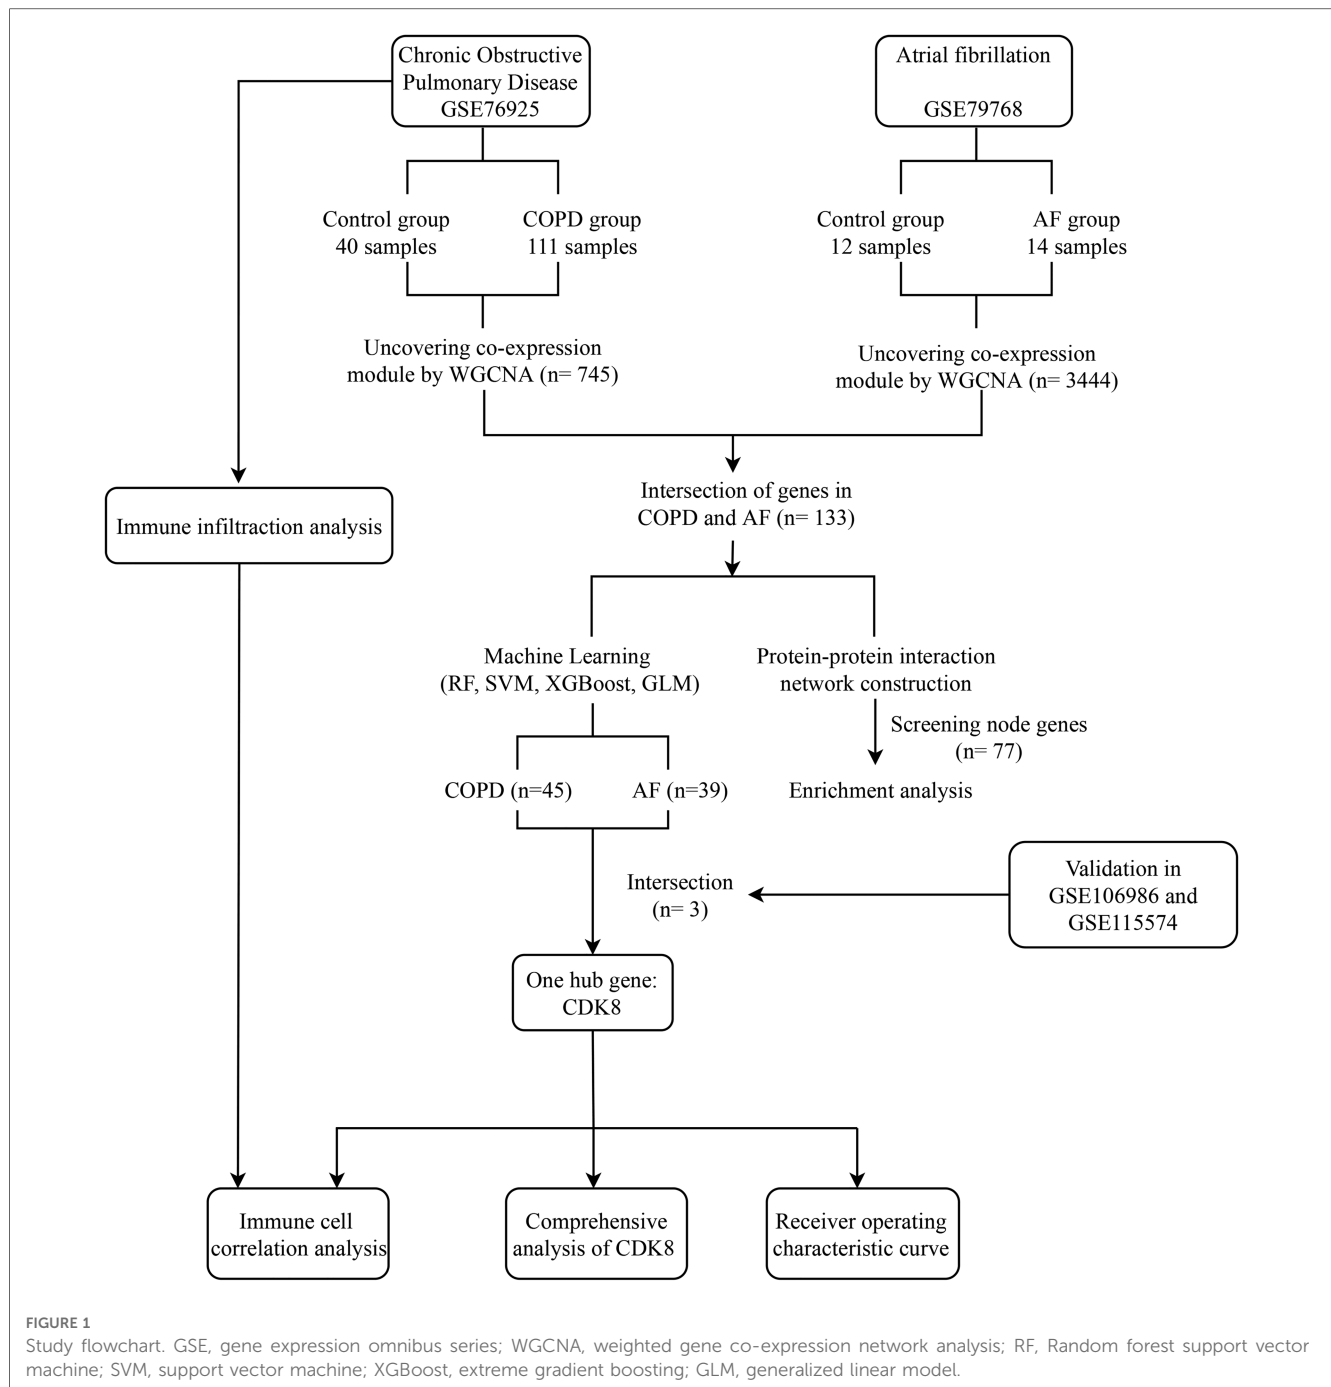 Chronic Obstructive
Pulmonary Disease
GSE76925
Atrial fibrillation
GSE79768
Control group
40 samples
COPD group
111 samples
Control group
12 samples
AF group
14 samples
Uncovering co-expression
module by WGCNA (n= 745)
Uncovering co-expression
module by WGCNA (n= 3444)
Intersection of genes in
COPD and AF (n= 133)
Immune infiltraction analysis
Machine Learning
(RF, SVM, XGBoost, GLM)
Protein-protein interaction
network construction
Screening node genes
(n= 77)
COPD (n=45)
AF (n=39)
Enrichment analysis
Intersection
(n= 3)
Validation in
GSE106986 and
GSE115574
One hub gene:
CDK8
Immune cell
correlation analysis
Comprehensive
analysis of CDK8
Receiver operating
characteristic curve
FIGURE 1
Study flowchart. GSE, gene expression omnibus series; WGCNA, weighted gene co-expression network analysis; RF, Random forest support vector
machine; SVM, support vector machine; XGBoost, extreme gradient boosting; GLM, generalized linear model.